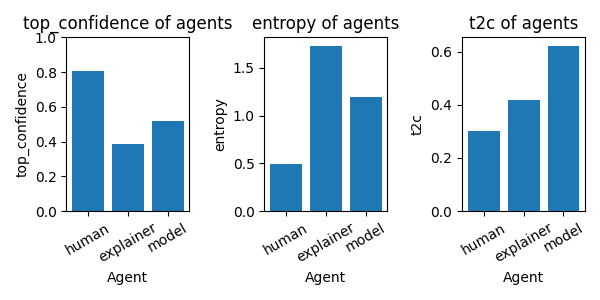 top_confidence of agents
top_confidence
1.0
0.8
0.6
0.4
0.2
0.0
human
explainer
model
Agent
entropy of agents
entropy
1.5
1.0
0.5
0.0
human
explainer
model
Agent
t2c of agents
t2c
0.6
0.4
0.2
0.0
human
explainer
model
Agent